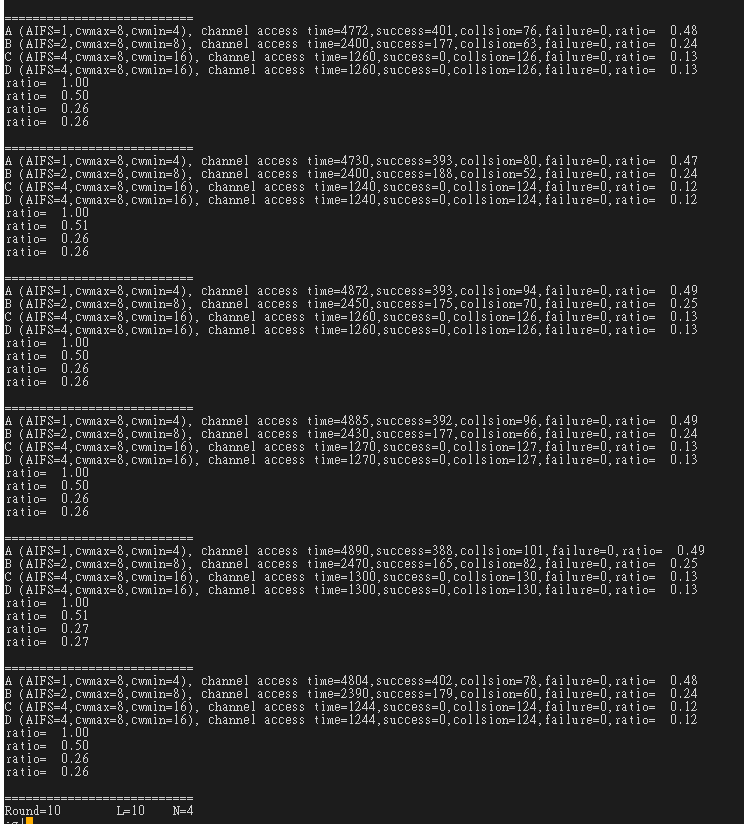 ===========================
A (AIFS=1,cwmax=8,cwmin=4), channel access time=4772,success=401,collsion=76,failure=0,ratio=  0.48
B (AIFS=2,cwmax=8,cwmin=8), channel access time=2400,success=177,collsion=63,failure=0,ratio=  0.24
C (AIFS=4,cwmax=8,cwmin=16), channel access time=1260,success=0,collsion=126,failure=0,ratio=  0.13
D (AIFS=4,cwmax=8,cwmin=16), channel access time=1260,success=0,collsion=126,failure=0,ratio=  0.13
ratio=  1.00
ratio=  0.50
ratio=  0.26
ratio=  0.26
===========================
A (AIFS=1,cwmax=8,cwmin=4), channel access time=4730,success=393,collsion=80,failure=0,ratio=  0.47
B (AIFS=2,cwmax=8,cwmin=8), channel access time=2400,success=188,collsion=52,failure=0,ratio=  0.24
C (AIFS=4,cwmax=8,cwmin=16), channel access time=1240,success=0,collsion=124,failure=0,ratio=  0.12
D (AIFS=4,cwmax=8,cwmin=16), channel access time=1240,success=0,collsion=124,failure=0,ratio=  0.12
ratio=  1.00
ratio=  0.51
ratio=  0.26
ratio=  0.26
===========================
A (AIFS=1,cwmax=8,cwmin=4), channel access time=4872,success=393,collsion=94,failure=0,ratio=  0.49
B (AIFS=2,cwmax=8,cwmin=8), channel access time=2450,success=175,collsion=70,failure=0,ratio=  0.25
C (AIFS=4,cwmax=8,cwmin=16), channel access time=1260,success=0,collsion=126,failure=0,ratio=  0.13
D (AIFS=4,cwmax=8,cwmin=16), channel access time=1260,success=0,collsion=126,failure=0,ratio=  0.13
ratio=  1.00
ratio=  0.50
ratio=  0.26
ratio=  0.26
===========================
A (AIFS=1,cwmax=8,cwmin=4), channel access time=4885,success=392,collsion=96,failure=0,ratio=  0.49
B (AIFS=2,cwmax=8,cwmin=8), channel access time=2430,success=177,collsion=66,failure=0,ratio=  0.24
C (AIFS=4,cwmax=8,cwmin=16), channel access time=1270,success=0,collsion=127,failure=0,ratio=  0.13
D (AIFS=4,cwmax=8,cwmin=16), channel access time=1270,success=0,collsion=127,failure=0,ratio=  0.13
ratio=  1.00
ratio=  0.50
ratio=  0.26
ratio=  0.26
===========================
A (AIFS=1,cwmax=8,cwmin=4), channel access time=4890,success=388,collsion=101,failure=0,ratio=  0.49
B (AIFS=2,cwmax=8,cwmin=8), channel access time=2470,success=165,collsion=82,failure=0,ratio=  0.25
C (AIFS=4,cwmax=8,cwmin=16), channel access time=1300,success=0,collsion=130,failure=0,ratio=  0.13
D (AIFS=4,cwmax=8,cwmin=16), channel access time=1300,success=0,collsion=130,failure=0,ratio=  0.13
ratio=  1.00
ratio=  0.51
ratio=  0.27
ratio=  0.27
===========================
A (AIFS=1,cwmax=8,cwmin=4), channel access time=4804,success=402,collsion=78,failure=0,ratio=  0.48
B (AIFS=2,cwmax=8,cwmin=8), channel access time=2390,success=179,collsion=60,failure=0,ratio=  0.24
C (AIFS=4,cwmax=8,cwmin=16), channel access time=1244,success=0,collsion=124,failure=0,ratio=  0.12
D (AIFS=4,cwmax=8,cwmin=16), channel access time=1244,success=0,collsion=124,failure=0,ratio=  0.12
ratio=  1.00
ratio=  0.50
ratio=  0.26
ratio=  0.26
===========================
Round=10        L=10    N=4